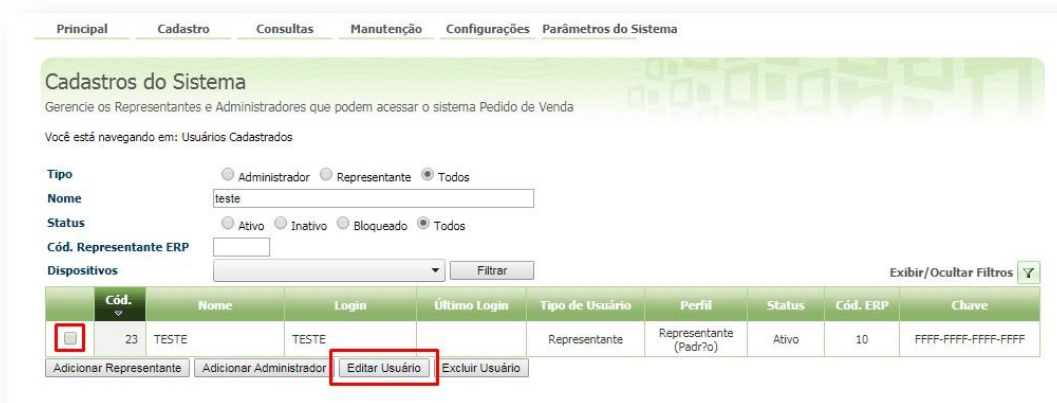 Principal Cadastro Consultas Manutenção Configurações Parâmetros do Sistema
Cadastros do Sistema
Gerencie os Representantes e Administradores que podem acessar o sistema Pedido de Venda
Você está navegando em: Usuários Cadastrados
Tipo Administrador Representante Todos
Nome teste
Status Ativo Inativo Bloqueado Todos
Cód. Representante ERP
Dispositivos Filtrar Exibir/Ocultar Filtros
Cód. Nome Login Último Login Tipo de Usuário Perfil Status Cód. ERP Chave
23 TESTE TESTE Representante Representante (Padr?o) Ativo 10 FFFF-FFFF-FFFF-FFFF
Adicionar Representante Adicionar Administrador Editar Usuário Excluir Usuário